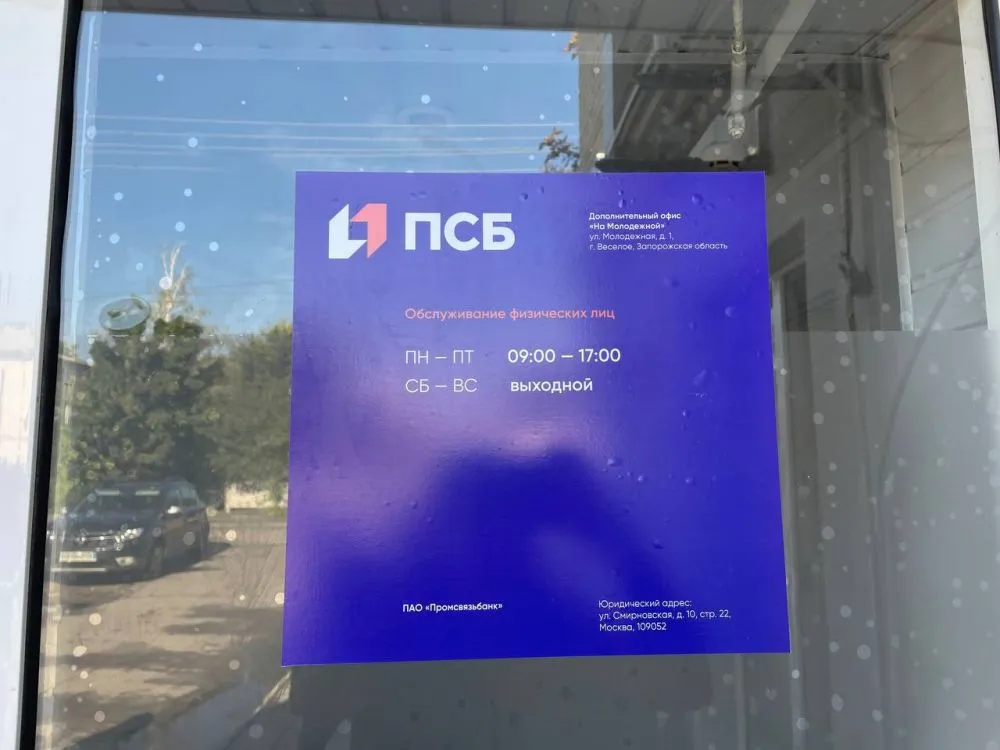 ПСБ
Дополнительный офис
«На Молодежной»
ул. Молодежная, д. 1,
г. Веселое, Запорожская область
Обслуживание физических лиц
ПН — ПТ 09:00 — 17:00
СБ — ВС выходной
ПАО «Промсвязьбанк»
Юридический адрес:
ул. Смирновская, д. 10, стр. 22,
Москва, 109052